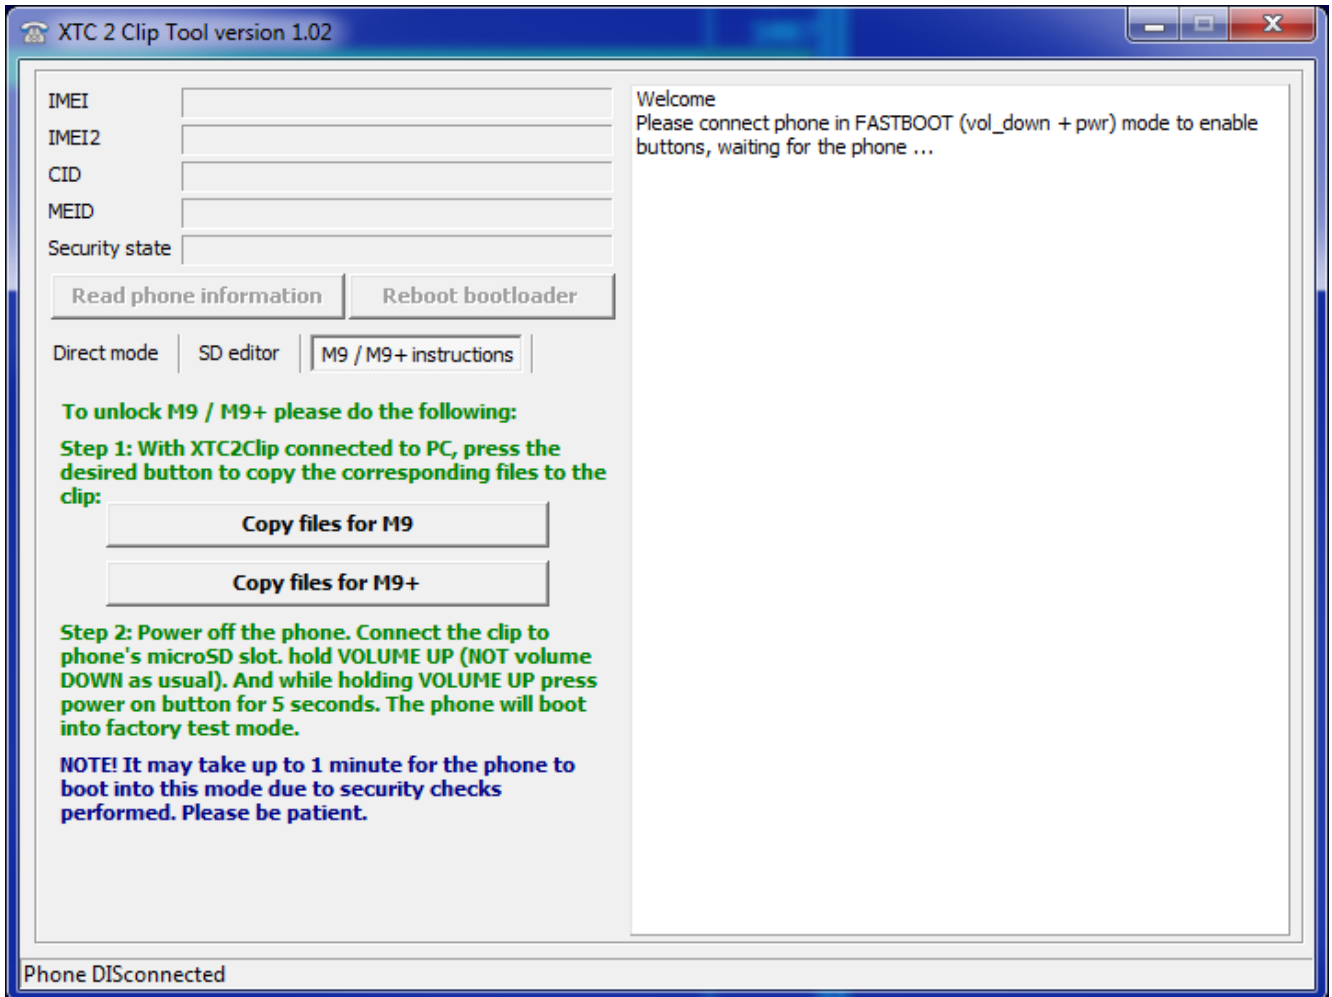 XTC 2 Clip Tool version 1.02
IMEI
IMEI2
CID
MEID
Security state
Read phone information
Reboot bootloader
Direct mode
SD editor
M9 / M9+ instructions
To unlock M9 / M9+ please do the following:
Step 1: With XTC2Clip connected to PC, press the
desired button to copy the corresponding files to the
clip:
Copy files for M9
Copy files for M9+
Step 2: Power off the phone. Connect the clip to
phone's microSD slot. hold VOLUME UP (NOT volume
DOWN as usual). And while holding VOLUME UP press
power on button for 5 seconds. The phone will boot
into factory test mode.
NOTE! It may take up to 1 minute for the phone to
boot into this mode due to security checks
performed. Please be patient.
Welcome
Please connect phone in FASTBOOT (vol_down + pwr) mode to enable
buttons, waiting for the phone ...
Phone DISconnected